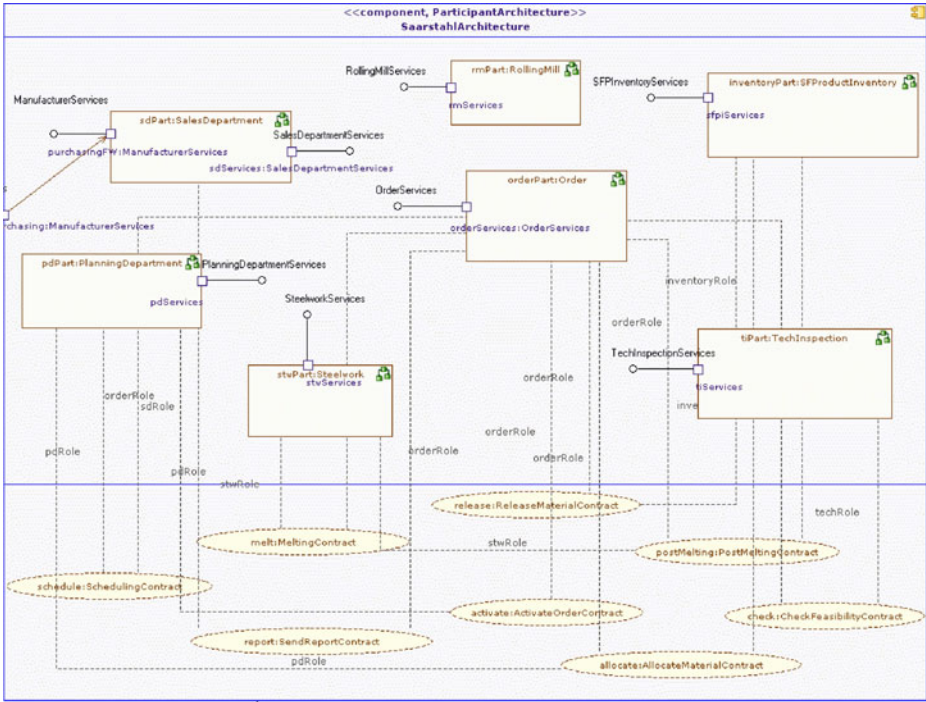 <<component, ParticipantArchitecture>>
SaarstahlArchitecture
RollingMillServices
rmPart:RollingMill
rmServices
SFPInventoryServices
inventoryPart:SFProductInventory
sfpiServices
ManufacturerServices
sdPart:SalesDepartment
SalesDepartmentServices
purchasingFW:ManufacturerServices
sdServices:SalesDepartmentServices
OrderServices
orderPart:Order
orderServices:OrderServices
s
rchasing:ManufacturerServices
pdPart:PlanningDepartment
PlanningDepartmentServices
pdServices
inventoryRole
SteelworkServices
orderRole
tiPart:TechInspection
TechInspectionServices
tiServices
stwPart:Steelwork
stwServices
orderRole
orderRole
sdRole
inve
orderRole
pdRole
orderRole
orderRole
pdRole
stwRole
release:ReleaseMaterialContract
techRole
melt:MeltingContract
stwRole
postMelting:PostMeltingContract
schedule:SchedulingContract
activate:ActivateOrderContract
check:CheckFeasibilityContract
report:SendReportContract
pdRole
allocate:AllocateMaterialContract